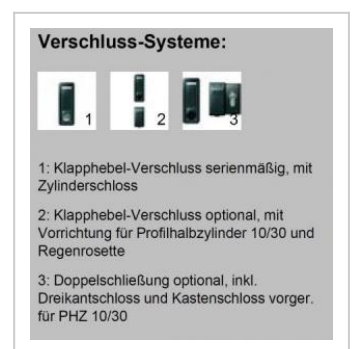 Verschluss-Systeme:
1 2 3
1: Klapphebel-Verschluss serienmäßig, mit
Zylinderschloss
2: Klapphebel-Verschluss optional, mit
Vorrichtung für Profilhalbzylinder 10/30 und
Regenrosette
3: Doppelschließung optional, inkl.
Dreikantschloss und Kastenschloss vorger.
für PHZ 10/30